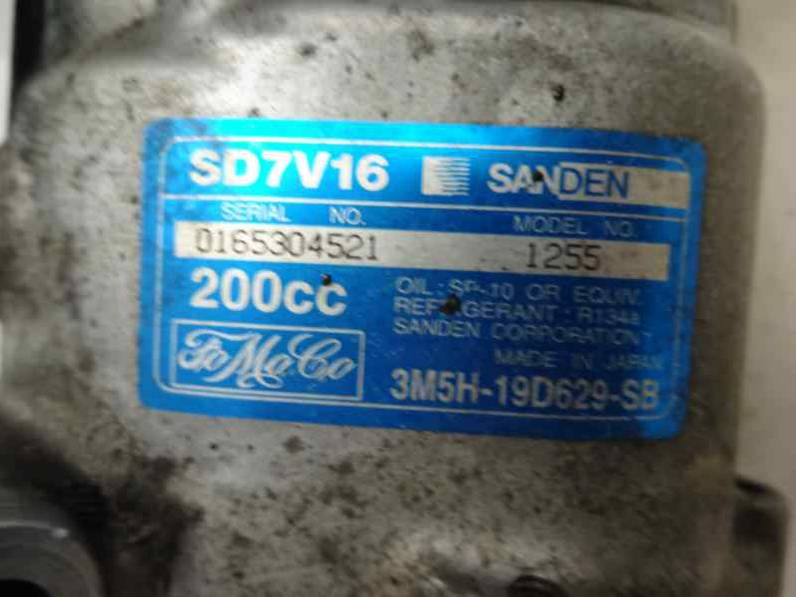 SD7V16 SANDEN
SERIAL NO. MODEL NO.
0165304521 1255
200cc
OIL: SP-10 OR EQUIV.
REFRIGERANT: R134a
SANDEN CORPORATION
MADE IN JAPAN
FoMoCo
3M5H-19D629-SB